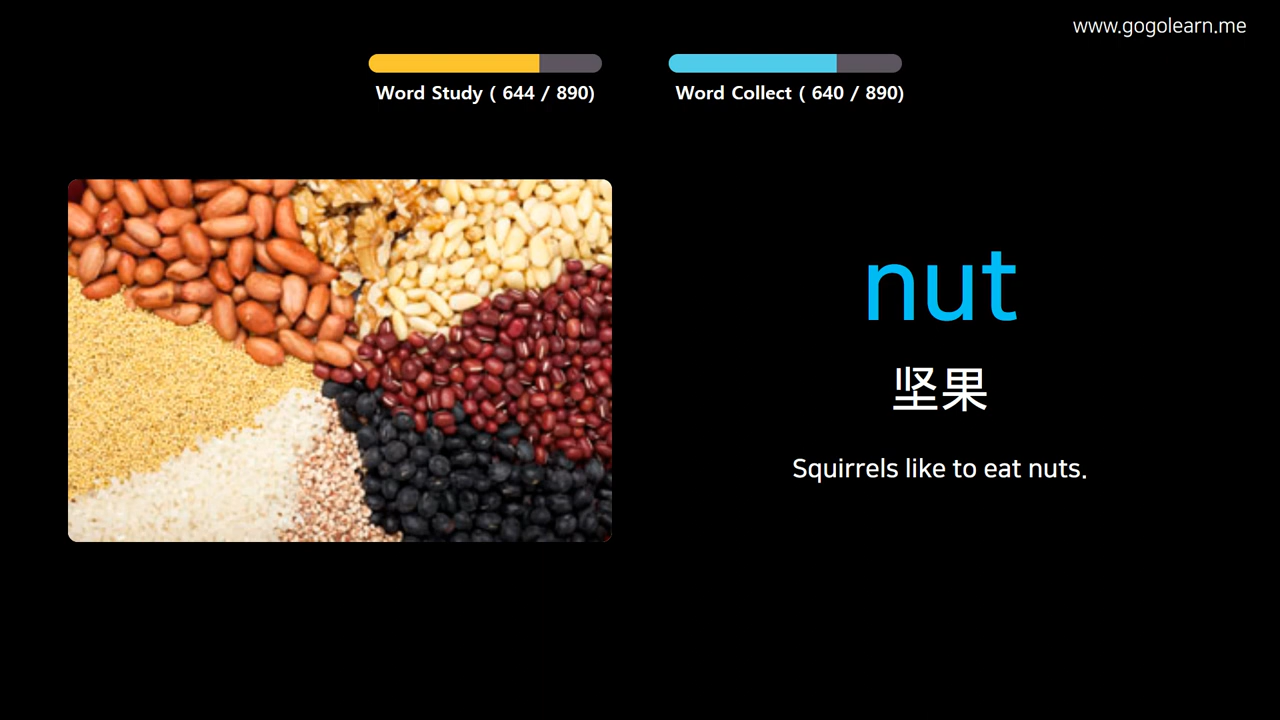 www.gogolearn.me
Word Study ( 644 / 890)
Word Collect ( 640 / 890)
nut
坚果
Squirrels like to eat nuts.